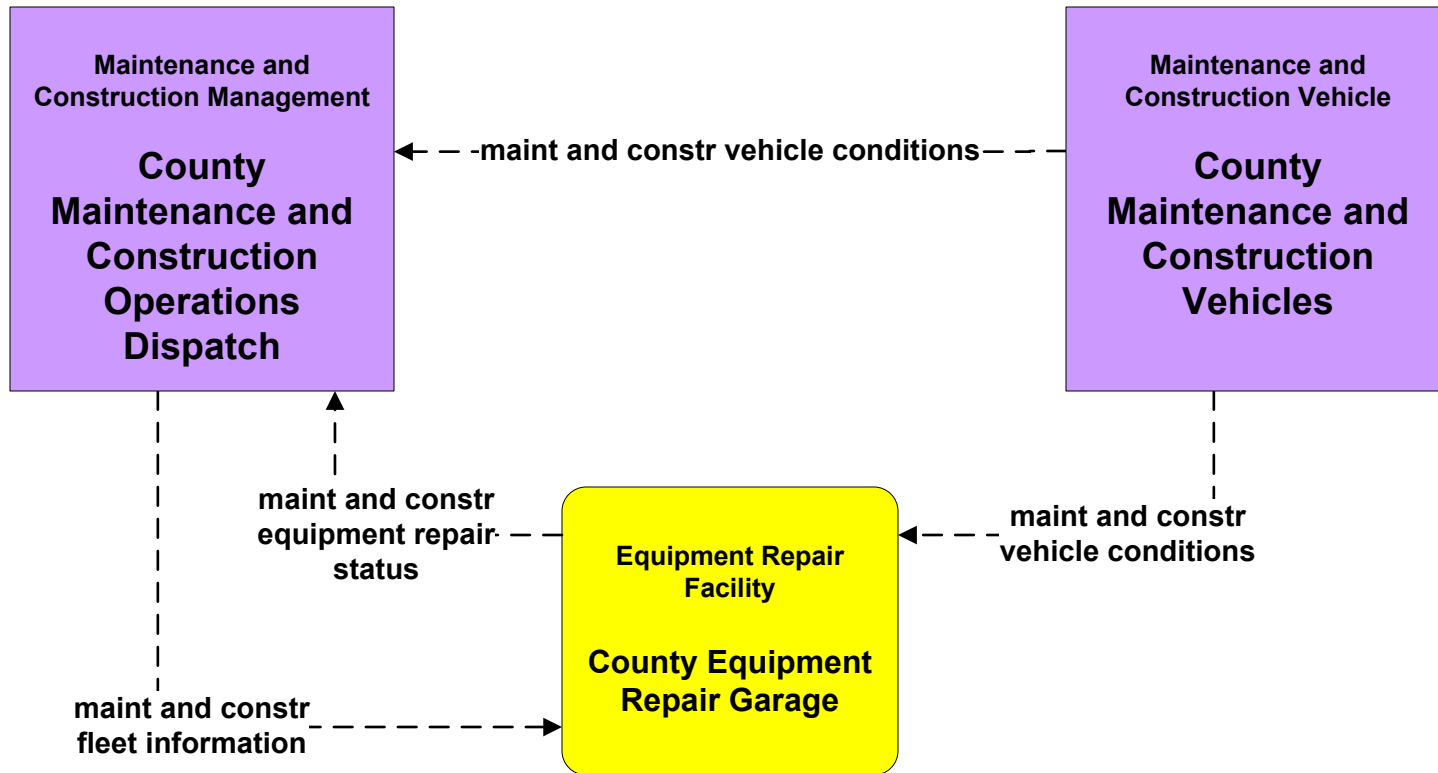 Maintenance and
Construction Management
County
Maintenance and
Construction
Operations
Dispatch
maint and constr vehicle conditions
Maintenance and
Construction Vehicle
County
Maintenance and
Construction
Vehicles
maint and constr
equipment repair
status
Equipment Repair
Facility
County Equipment
Repair Garage
maint and constr
vehicle conditions
maint and constr
fleet information